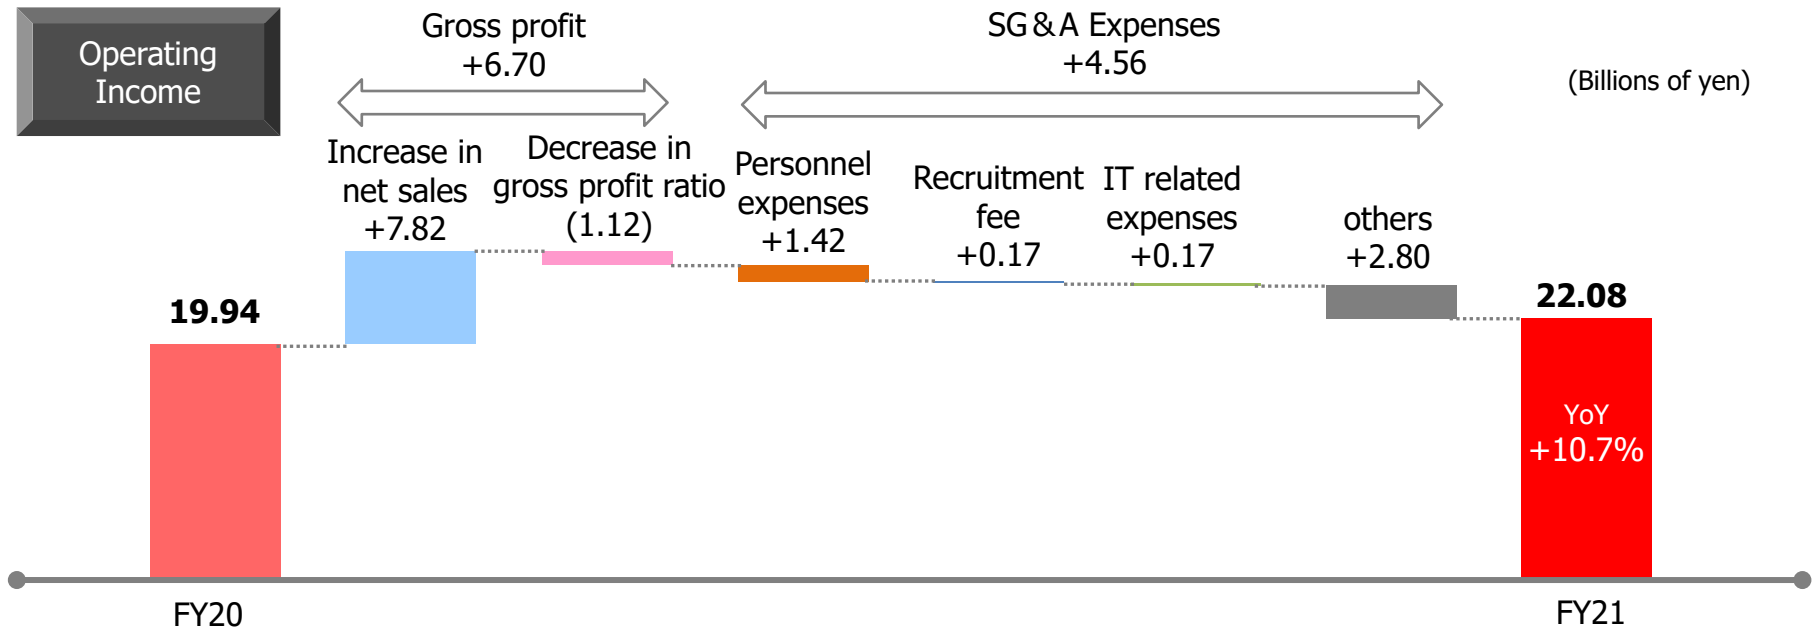 Operating
Income
Gross profit
+6.70
SG&A Expenses
+4.56
(Billions of yen)
Increase in
net sales
+7.82
Decrease in
gross profit ratio
(1.12)
Personnel
expenses
+1.42
Recruitment
fee
+0.17
IT related
expenses
+0.17
others
+2.80
19.94
22.08
YoY
+10.7%
FY20
FY21